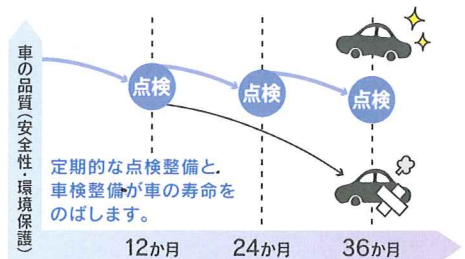 車の品質(安全性・環境保護)
点検
点検
点検
定期的な点検整備と、
車検整備が車の寿命を
のばします。
12か月
24か月
36か月